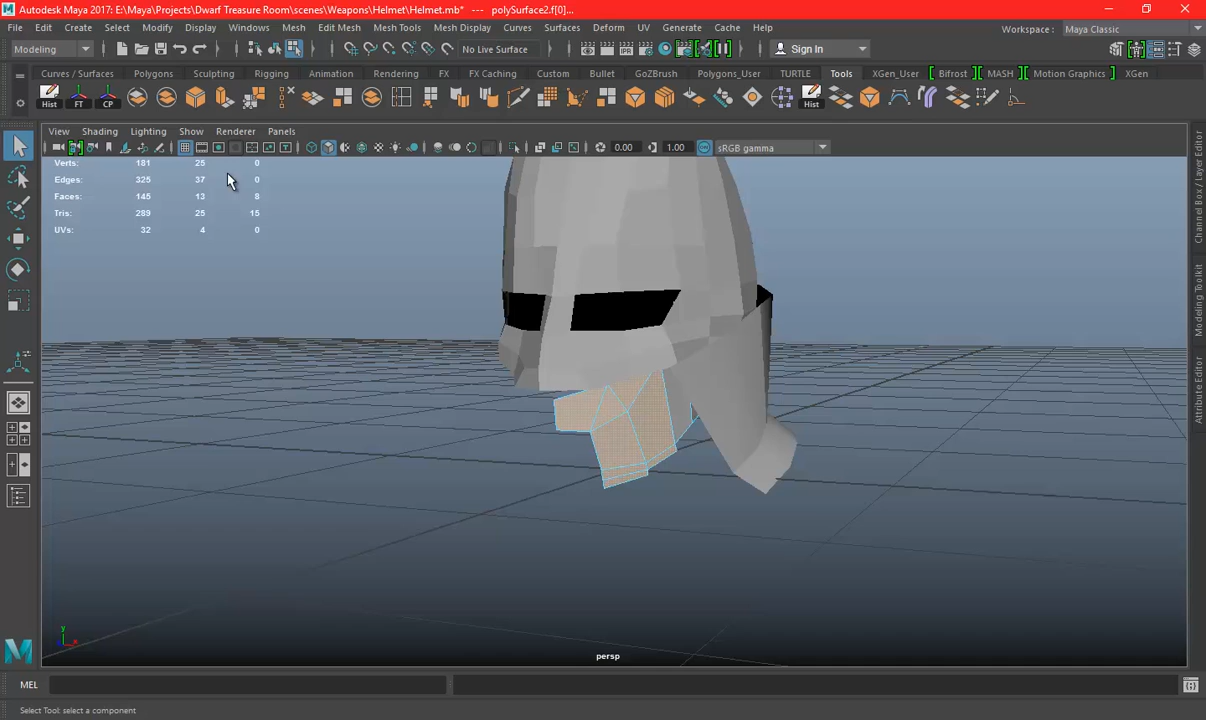 Autodesk Maya 2017: E:\Maya\Projects\Dwarf Treasure Room\scenes\Weapons\Helmet\Helmet.mb*  ---  polySurface2.f[0]...
File Edit Create Select Modify Display Windows Mesh Edit Mesh Mesh Tools Mesh Display Curves Surfaces Deform UV Generate Cache Help Workspace : Maya Classic
Modeling No Live Surface Sign In
Curves / Surfaces Polygons Sculpting Rigging Animation Rendering FX FX Caching Custom Bullet GoZBrush Polygons_User TURTLE Tools XGen_User Bifrost MASH Motion Graphics XGen
Hist FT CP Hist
View Shading Lighting Show Renderer Panels
0.00 1.00 sRGB gamma
Verts: 181 25 0
Edges: 325 37 0
Faces: 145 13 8
Tris: 289 25 15
UVs: 32 4 0
Channel Box / Layer Editor
Modeling Toolkit
Attribute Editor
y
x
persp
MEL
Select Tool: select a component